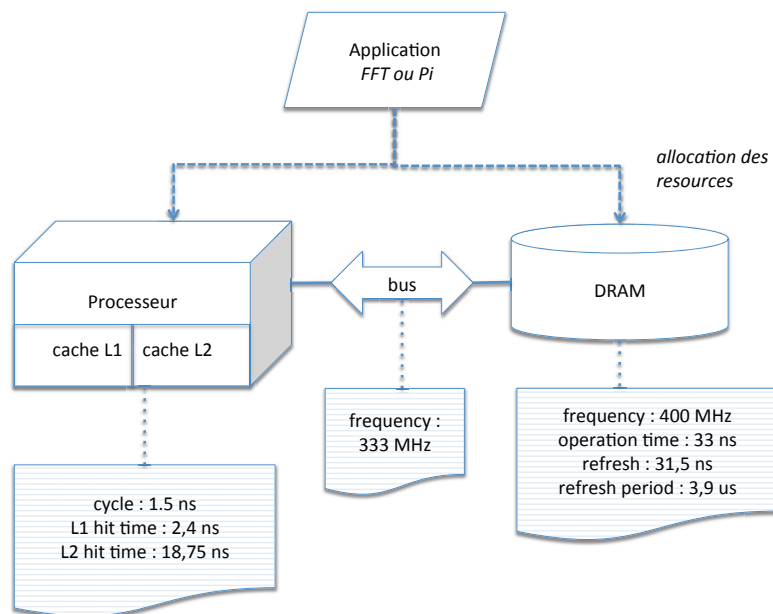 Application
FFT ou Pi
allocation des
resources
Processeur
cache L1
cache L2
bus
DRAM
frequency :
333 MHz
frequency : 400 MHz
operation time : 33 ns
refresh : 31,5 ns
refresh period : 3,9 us
cycle : 1.5 ns
L1 hit time : 2,4 ns
L2 hit time : 18,75 ns